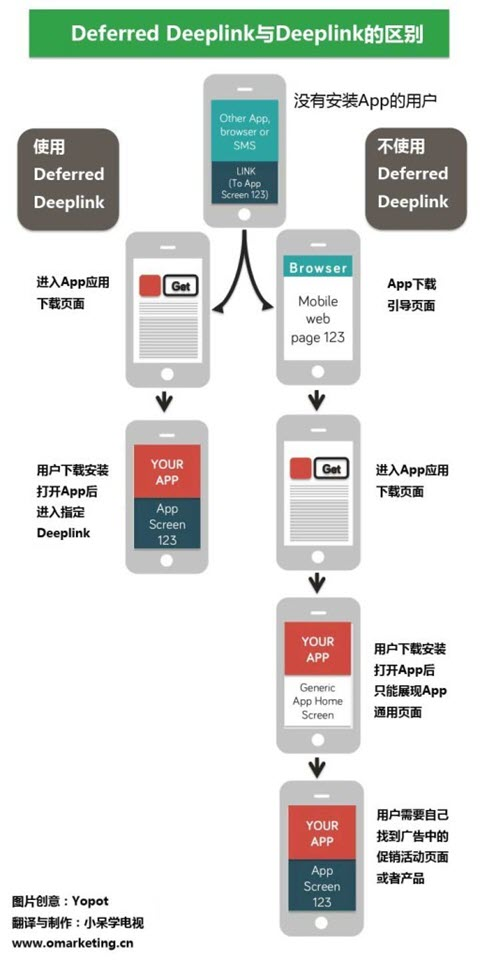 Deferred Deeplink与Deeplink的区别
没有安装App的用户
Other App,
browser or
SMS
LINK
(To App
Screen 123)
使用
Deferred
Deeplink
不使用
Deferred
Deeplink
进入App应用
下载页面
Get
Browser
Mobile
web
page 123
App下载
引导页面
用户下载安装
打开App后
进入指定
Deeplink
YOUR
APP
App
Screen
123
Get
进入App应用
下载页面
YOUR
APP
Generic
App Home
Screen
用户下载安装
打开App后
只能展现App
通用页面
YOUR
APP
App
Screen
123
用户需要自己
找到广告中的
促销活动页面
或者产品
图片创意：Yopot
翻译与制作：小呆学电视
www.omarketing.cn